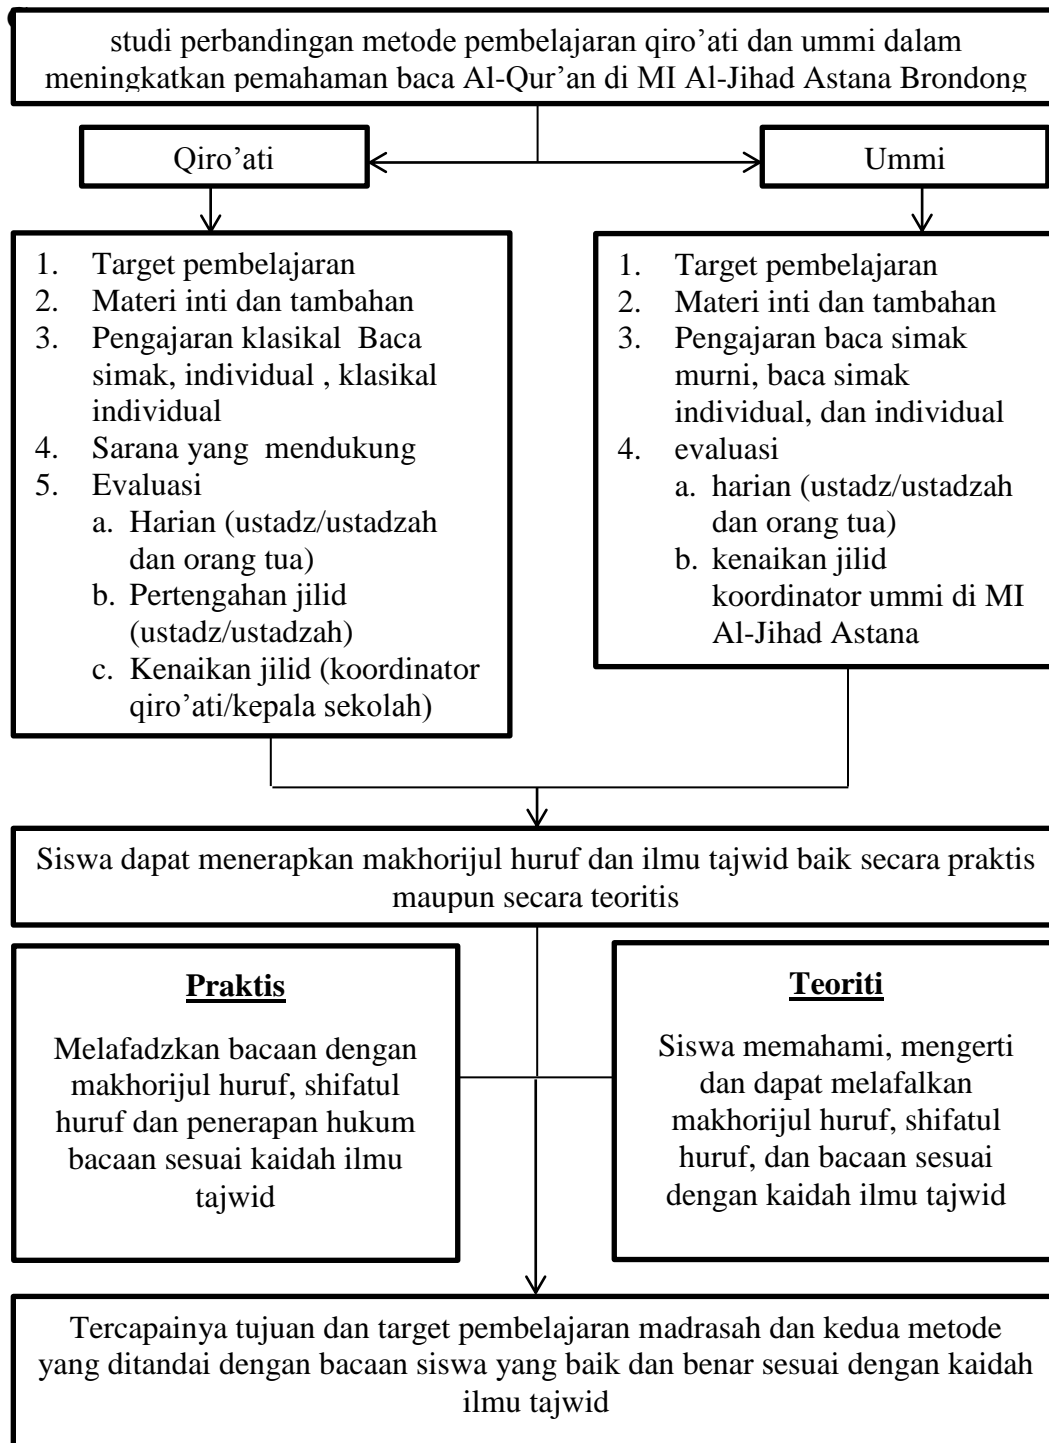 studi perbandingan metode pembelajaran qiro’ati dan ummi dalam
meningkatkan pemahaman baca Al-Qur’an di MI Al-Jihad Astana Brondong
Qiro’ati
Ummi
1. Target pembelajaran
2. Materi inti dan tambahan
3. Pengajaran klasikal Baca
simak, individual , klasikal
individual
4. Sarana yang mendukung
5. Evaluasi
a. Harian (ustadz/ustadzah
dan orang tua)
b. Pertengahan jilid
(ustadz/ustadzah)
c. Kenaikan jilid (koordinator
qiro’ati/kepala sekolah)
1. Target pembelajaran
2. Materi inti dan tambahan
3. Pengajaran baca simak
murni, baca simak
individual, dan individual
4. evaluasi
a. harian (ustadz/ustadzah
dan orang tua)
b. kenaikan jilid
koordinator ummi di MI
Al-Jihad Astana
Siswa dapat menerapkan makhorijul huruf dan ilmu tajwid baik secara praktis
maupun secara teoritis
Praktis
Melafadzkan bacaan dengan
makhorijul huruf, shifatul
huruf dan penerapan hukum
bacaan sesuai kaidah ilmu
tajwid
Teoriti
Siswa memahami, mengerti
dan dapat melafalkan
makhorijul huruf, shifatul
huruf, dan bacaan sesuai
dengan kaidah ilmu tajwid
Tercapainya tujuan dan target pembelajaran madrasah dan kedua metode
yang ditandai dengan bacaan siswa yang baik dan benar sesuai dengan kaidah
ilmu tajwid